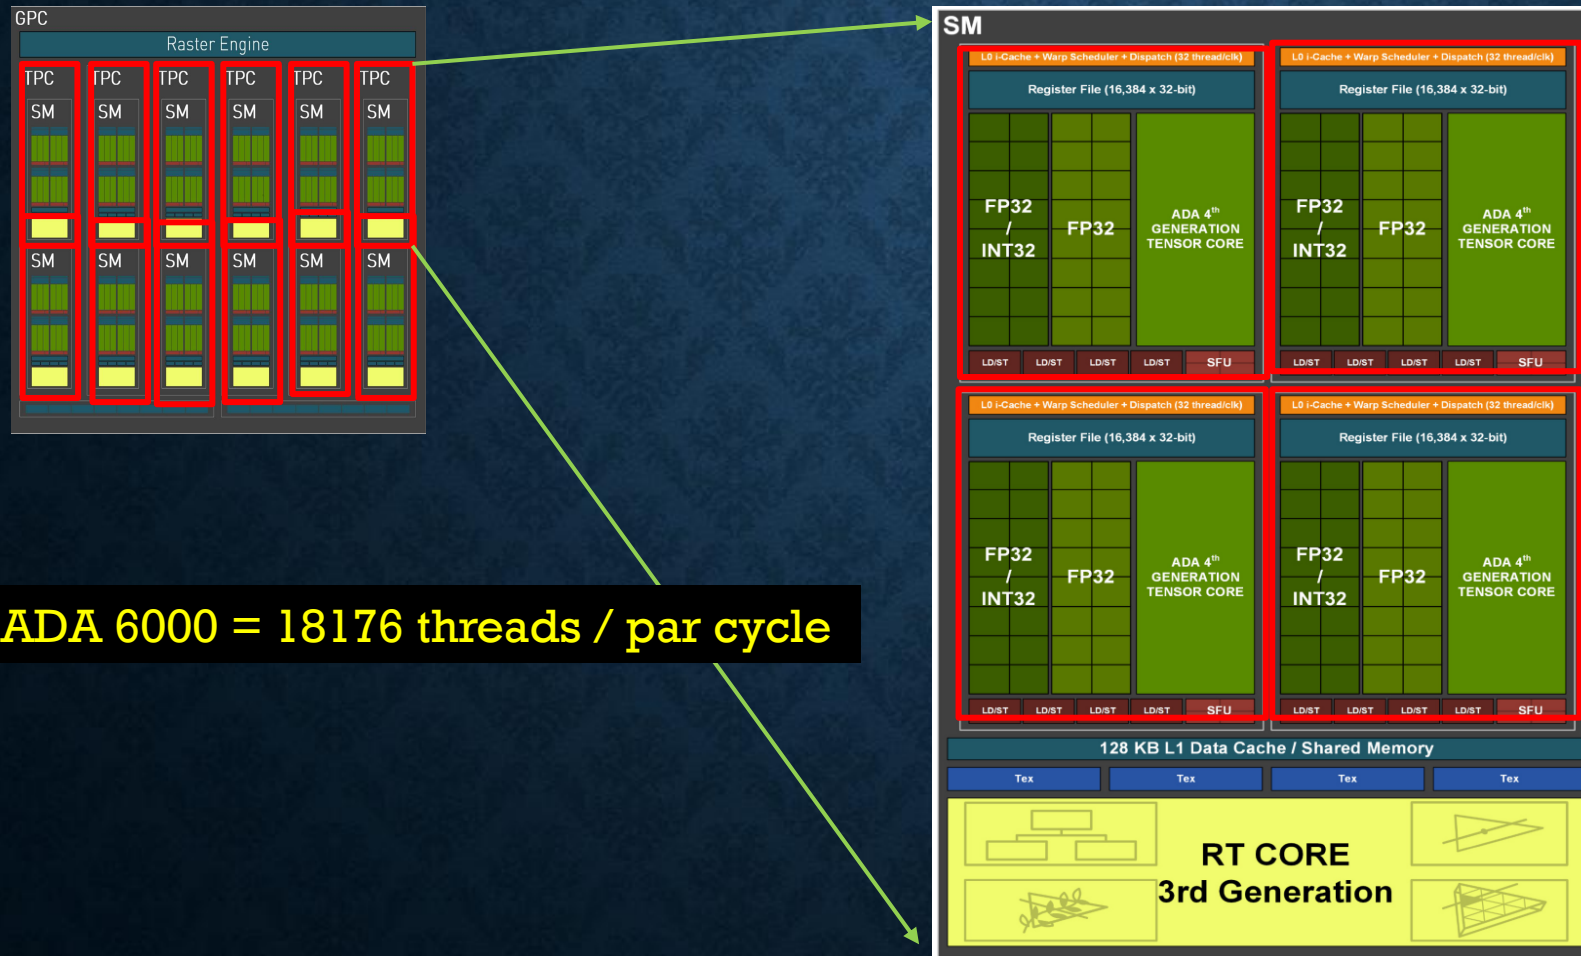 GPC
Raster Engine
TPC TPC TPC TPC TPC TPC
SM SM SM SM SM SM
SM SM SM SM SM SM
ADA 6000 = 18176 threads / par cycle
SM
L0 i-Cache + Warp Scheduler + Dispatch (32 thread/clk)
Register File (16,384 x 32-bit)
FP32
/
INT32
FP32
ADA 4th
GENERATION
TENSOR CORE
LD/ST LD/ST LD/ST LD/ST SFU
L0 i-Cache + Warp Scheduler + Dispatch (32 thread/clk)
Register File (16,384 x 32-bit)
FP32
/
INT32
FP32
ADA 4th
GENERATION
TENSOR CORE
LD/ST LD/ST LD/ST LD/ST SFU
L0 i-Cache + Warp Scheduler + Dispatch (32 thread/clk)
Register File (16,384 x 32-bit)
FP32
/
INT32
FP32
ADA 4th
GENERATION
TENSOR CORE
LD/ST LD/ST LD/ST LD/ST SFU
L0 i-Cache + Warp Scheduler + Dispatch (32 thread/clk)
Register File (16,384 x 32-bit)
FP32
/
INT32
FP32
ADA 4th
GENERATION
TENSOR CORE
LD/ST LD/ST LD/ST LD/ST SFU
128 KB L1 Data Cache / Shared Memory
Tex Tex Tex Tex
RT CORE
3rd Generation